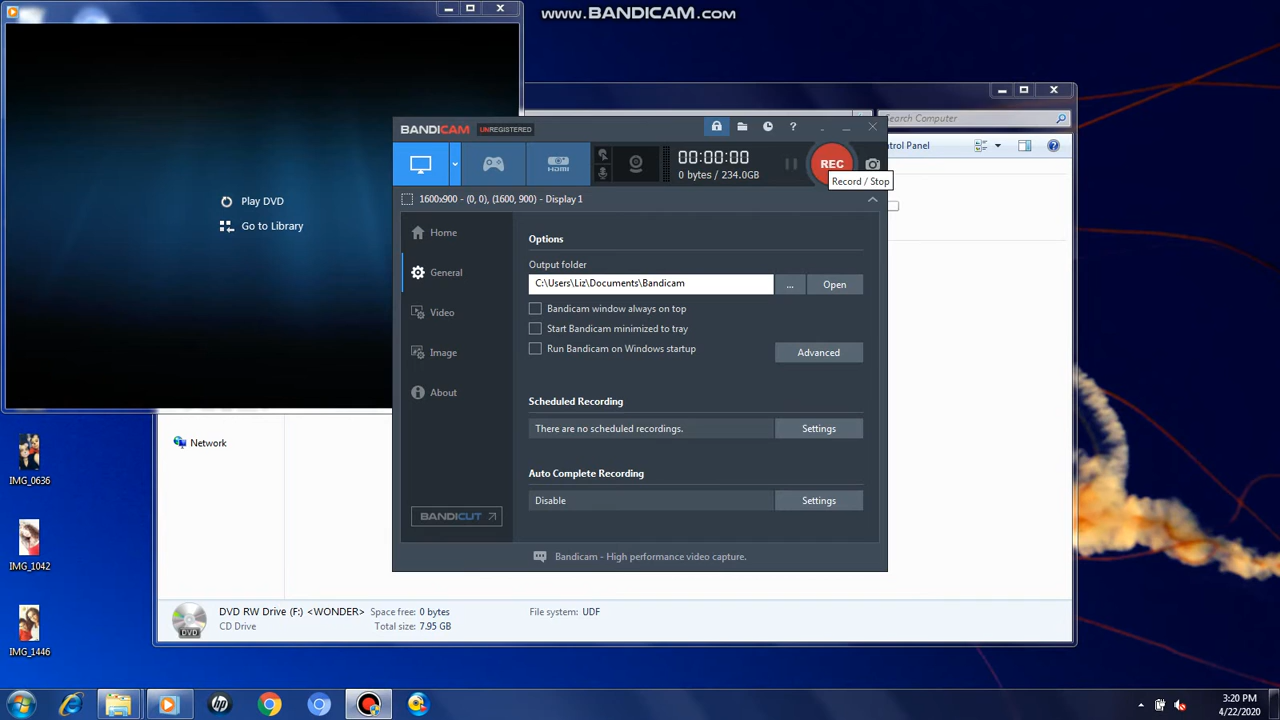 www.BANDICAM.com
Play DVD
Go to Library
Search Computer
ntrol Panel
BANDICAM UNREGISTERED
?
HDMI
00:00:00
0 bytes / 234.0GB
REC
Record / Stop
1600x900 - (0, 0), (1600, 900) - Display 1
Home
General
Video
Image
About
BANDICUT
Options
Output folder
C:\Users\Liz\Documents\Bandicam
...
Open
Bandicam window always on top
Start Bandicam minimized to tray
Run Bandicam on Windows startup
Advanced
Scheduled Recording
There are no scheduled recordings.
Settings
Auto Complete Recording
Disable
Settings
Bandicam - High performance video capture.
Network
IMG_0636
IMG_1042
IMG_1446
DVD
DVD RW Drive (F:) <WONDER> Space free: 0 bytes File system: UDF
CD Drive Total size: 7.95 GB
hp
3:20 PM
4/22/2020